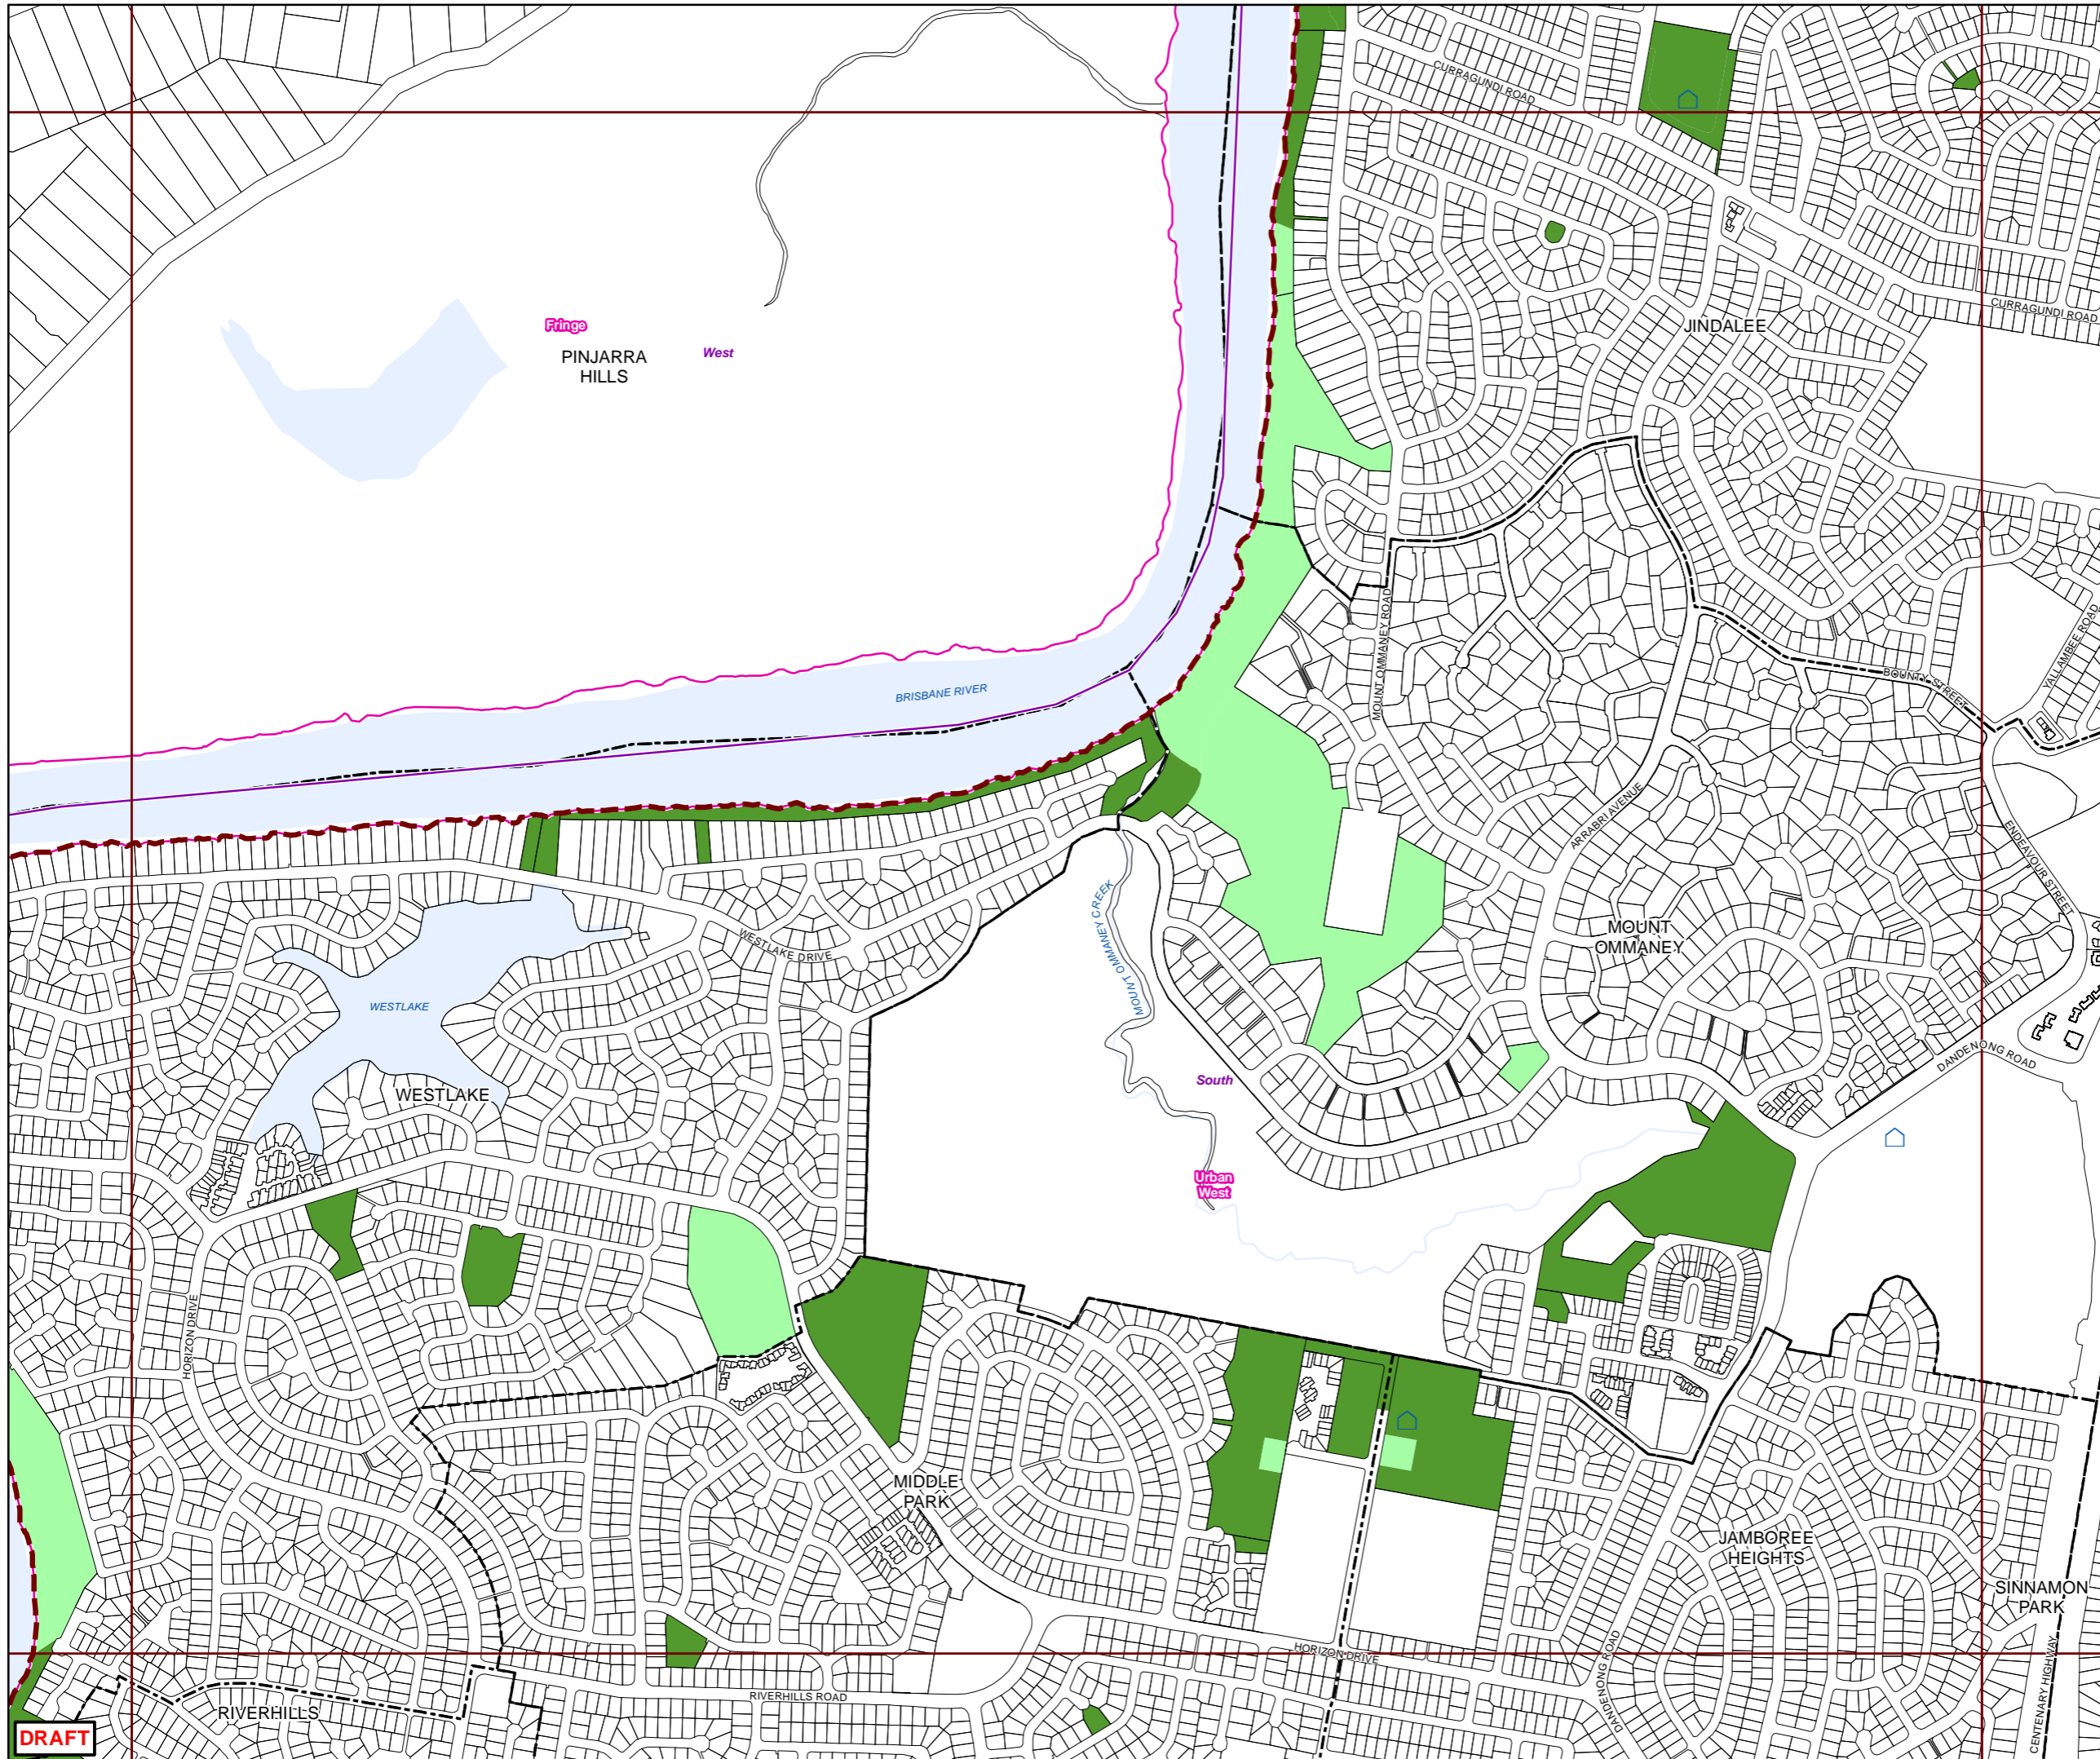 CURRAGUNDI ROAD
CURRAGUNDI ROAD
JINDALEE
Fringe
West
PINJARRA
HILLS
MOUNT OMMANEY ROAD
YALLAMBEE ROAD
BOUNTY STREET
BRISBANE RIVER
ARRABRI AVENUE
ENDEAVOUR STREET
MOUNT OMMANEY CREEK
WESTLAKE DRIVE
MOUNT
OMMANEY
WESTLAKE
DANDENONG ROAD
South
WESTLAKE
Urban
West
HORIZON DRIVE
MIDDLE
PARK
JAMBOREE
HEIGHTS
SINNAMON
PARK
HORIZON DRIVE
DANDENONG ROAD
CENTENARY HIGHWAY
RIVERHILLS ROAD
RIVERHILLS
DRAFT